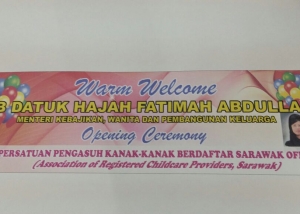 Warm Welcome
B DATUK HAJAH FATIMAH ABDULLA
MENTERI KEBAJIKAN, WANITA DAN PEMBANGUNAN KELUARGA
Opening Ceremony
PERSATUAN PENGASUH KANAK-KANAK BERDAFTAR SARAWAK OFF
(Association of Registered Childcare Providers, Sarawak)